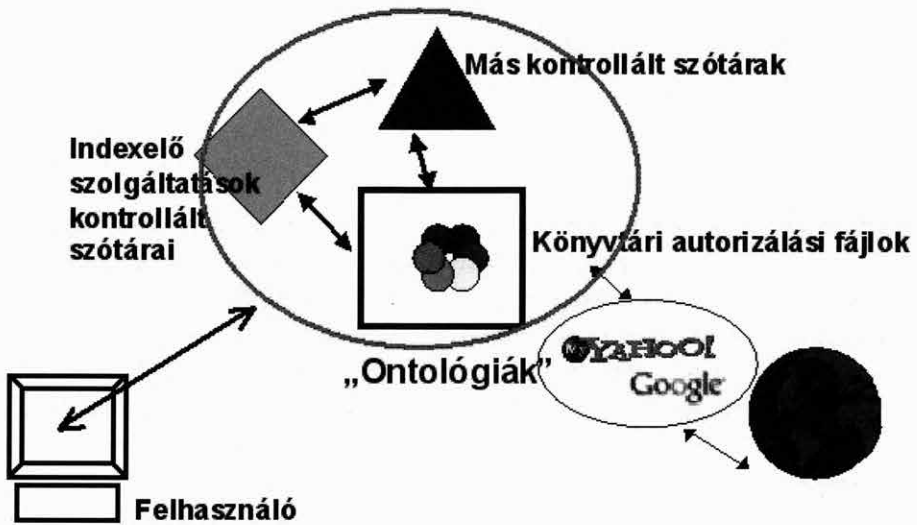 Más kontrollált szótárak
Indexelő
szolgáltatások
kontrollált
szótárai
Könyvtári autorizálási fájlok
„Ontológiák”
YAHOO!
Google
Felhasználó